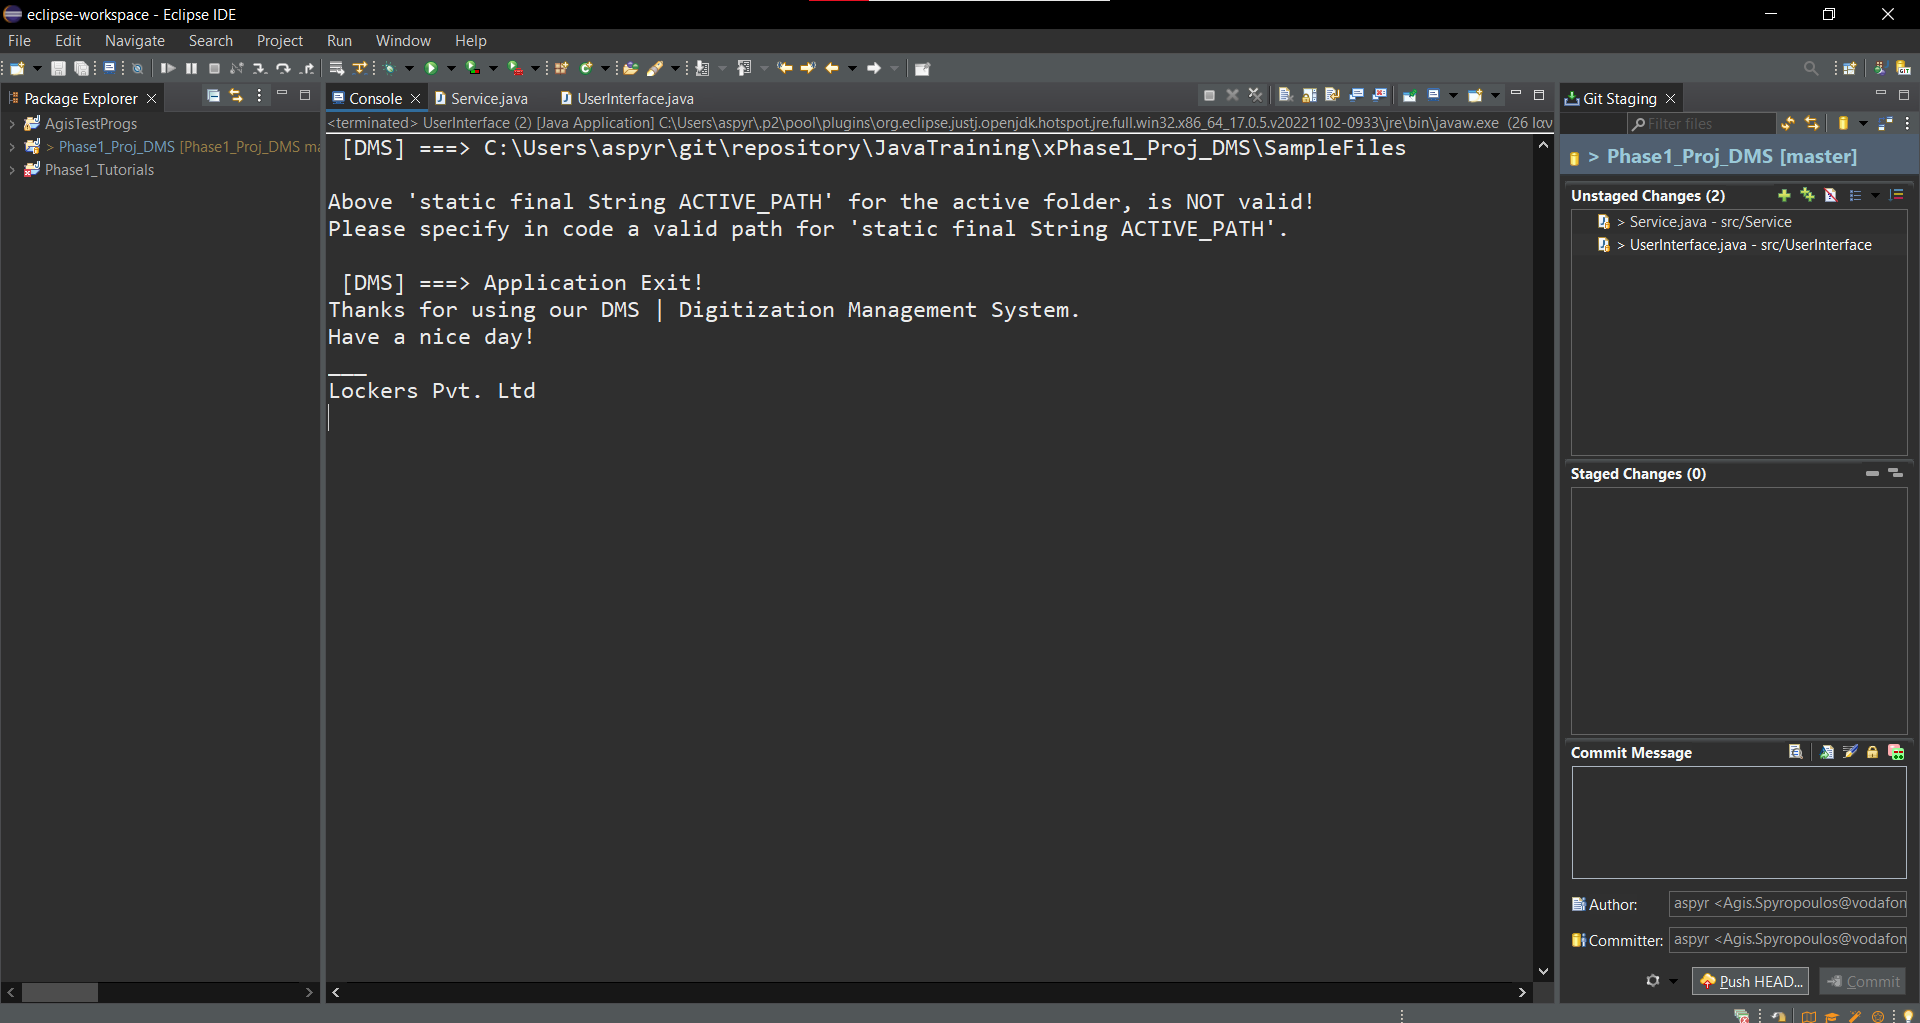 eclipse-workspace - Eclipse IDE
File Edit Navigate Search Project Run Window Help
Package Explorer
Console Service.java UserInterface.java
Git Staging
<terminated> UserInterface (2) [Java Application] C:\Users\aspyr\.p2\pool\plugins\org.eclipse.justj.openjdk.hotspot.jre.full.win32.x86_64_17.0.5.v20221102-0933\jre\bin\javaw.exe (26 Ιαν
AgisTestProgs
> Phase1_Proj_DMS [Phase1_Proj_DMS ma
Phase1_Tutorials
[DMS] ===> C:\Users\aspyr\git\repository\JavaTraining\xPhase1_Proj_DMS\SampleFiles
Above 'static final String ACTIVE_PATH' for the active folder, is NOT valid!
Please specify in code a valid path for 'static final String ACTIVE_PATH'.
[DMS] ===> Application Exit!
Thanks for using our DMS | Digitization Management System.
Have a nice day!
___
Lockers Pvt. Ltd
Filter files
> Phase1_Proj_DMS [master]
Unstaged Changes (2)
> Service.java - src/Service
> UserInterface.java - src/UserInterface
Staged Changes (0)
Commit Message
Author: aspyr <Agis.Spyropoulos@vodafon
Committer: aspyr <Agis.Spyropoulos@vodafon
Push HEAD... Commit